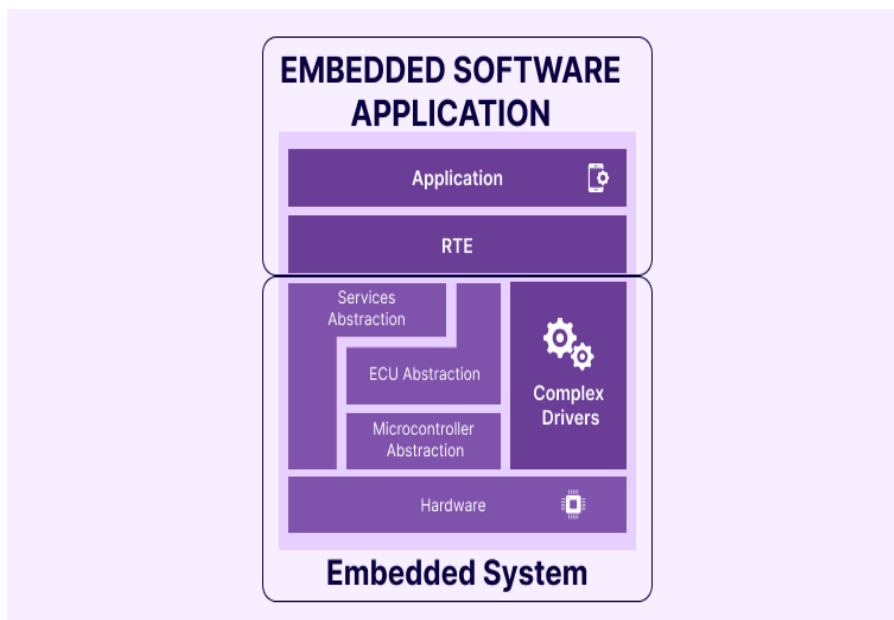 EMBEDDED SOFTWARE
APPLICATION
Application
RTE
Services
Abstraction
ECU Abstraction
Microcontroller
Abstraction
Complex
Drivers
Hardware
Embedded System